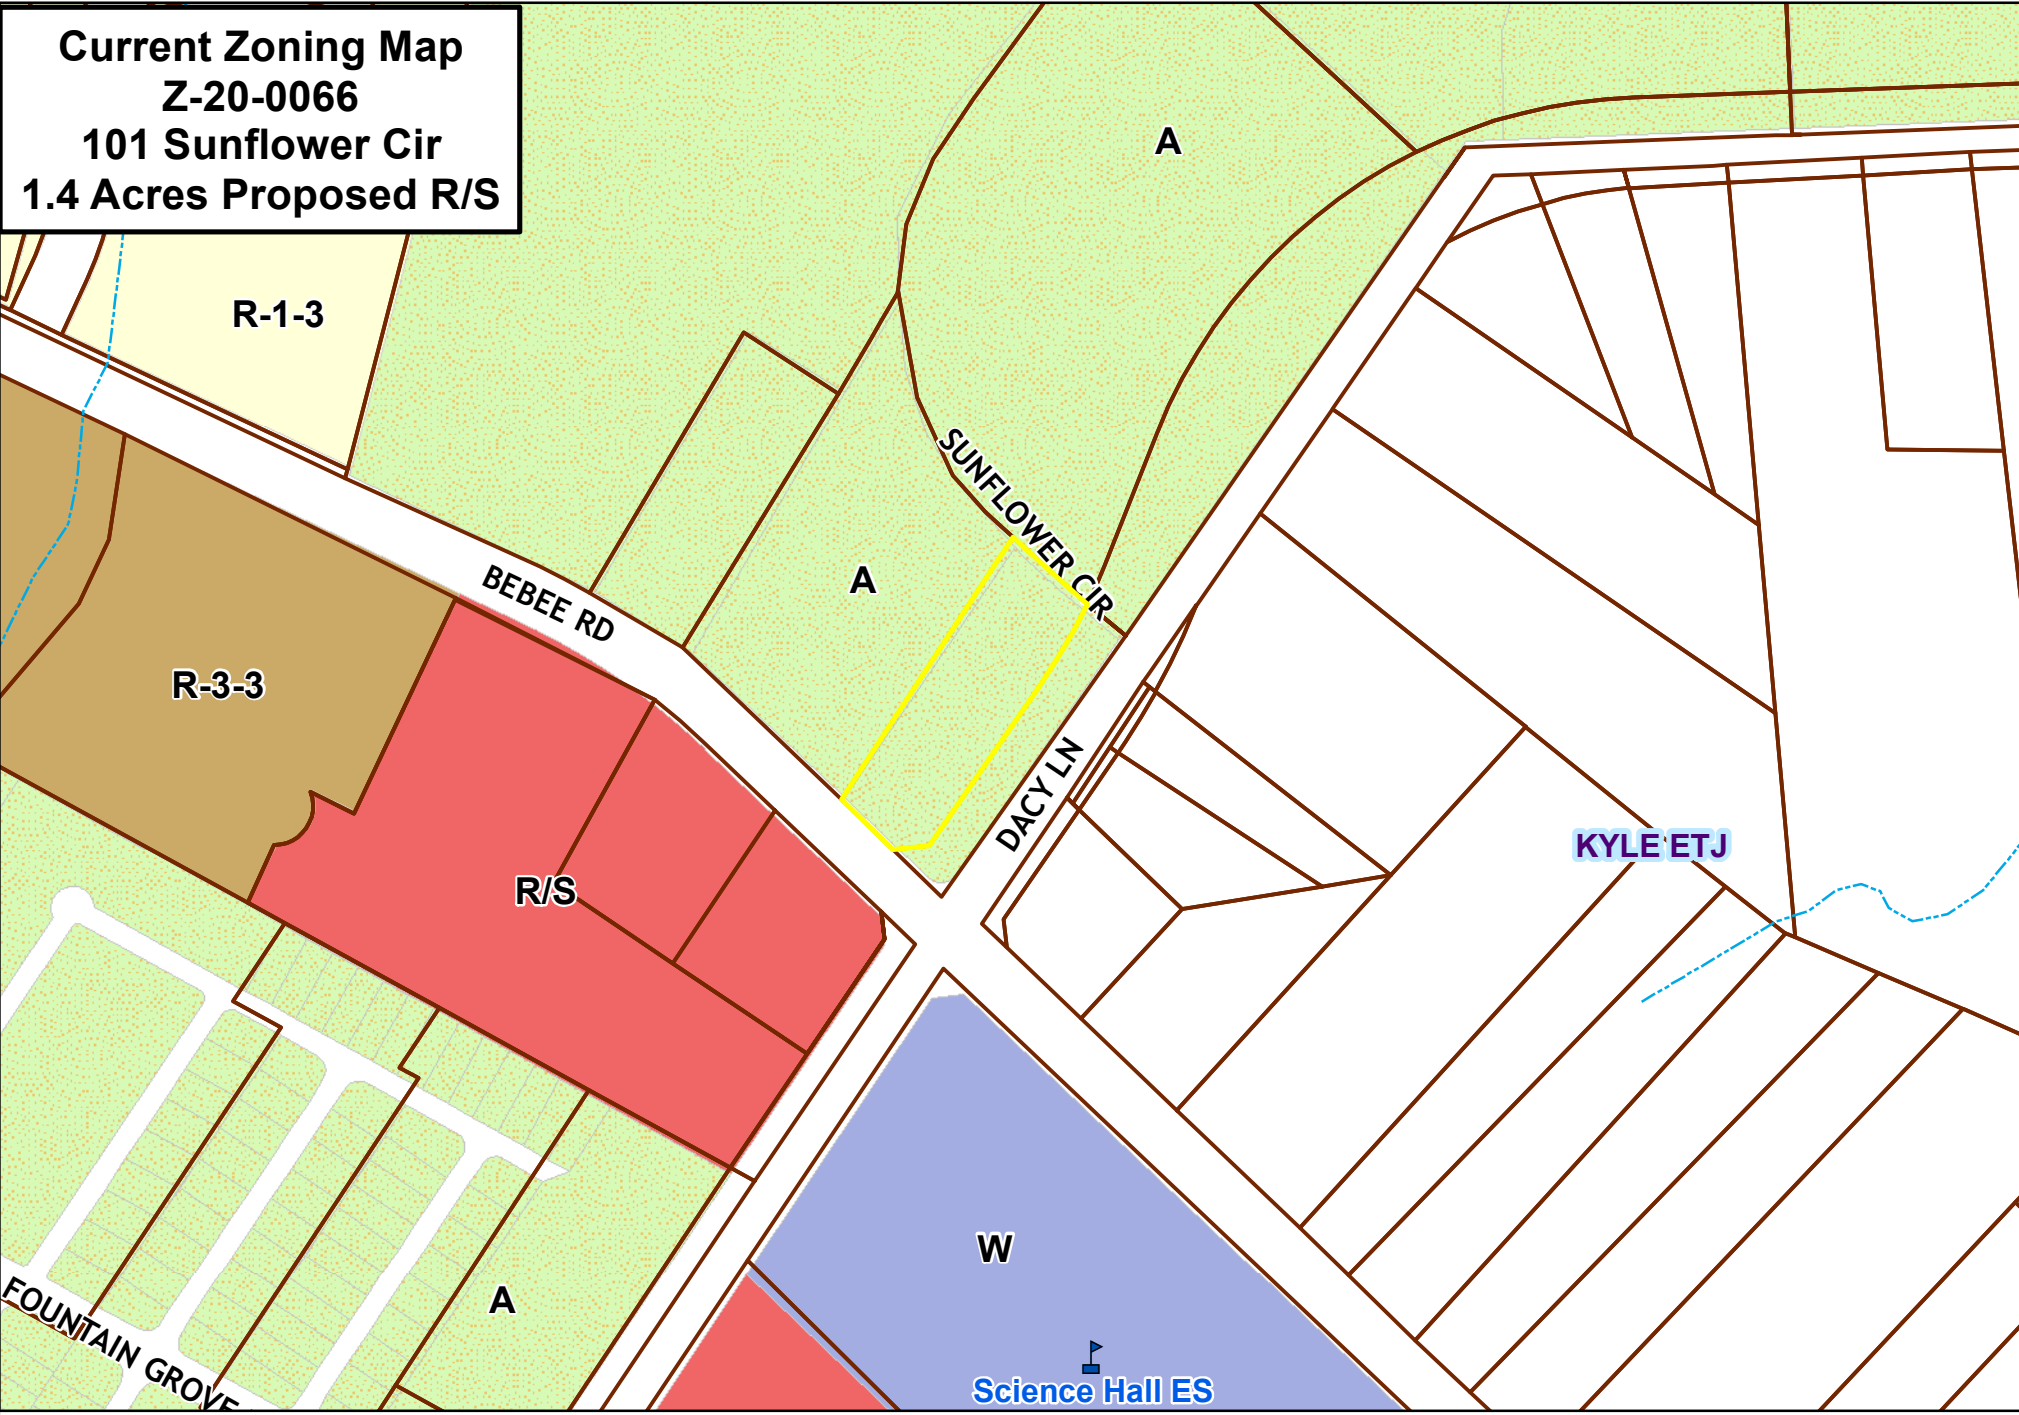 Current Zoning Map
Z-20-0066
101 Sunflower Cir
1.4 Acres Proposed R/S
A
R-1-3
SUNFLOWER CIR
A
BEBEE RD
R-3-3
DACY LN
KYLE ETJ
R/S
W
A
FOUNTAIN GROVE
Science Hall ES